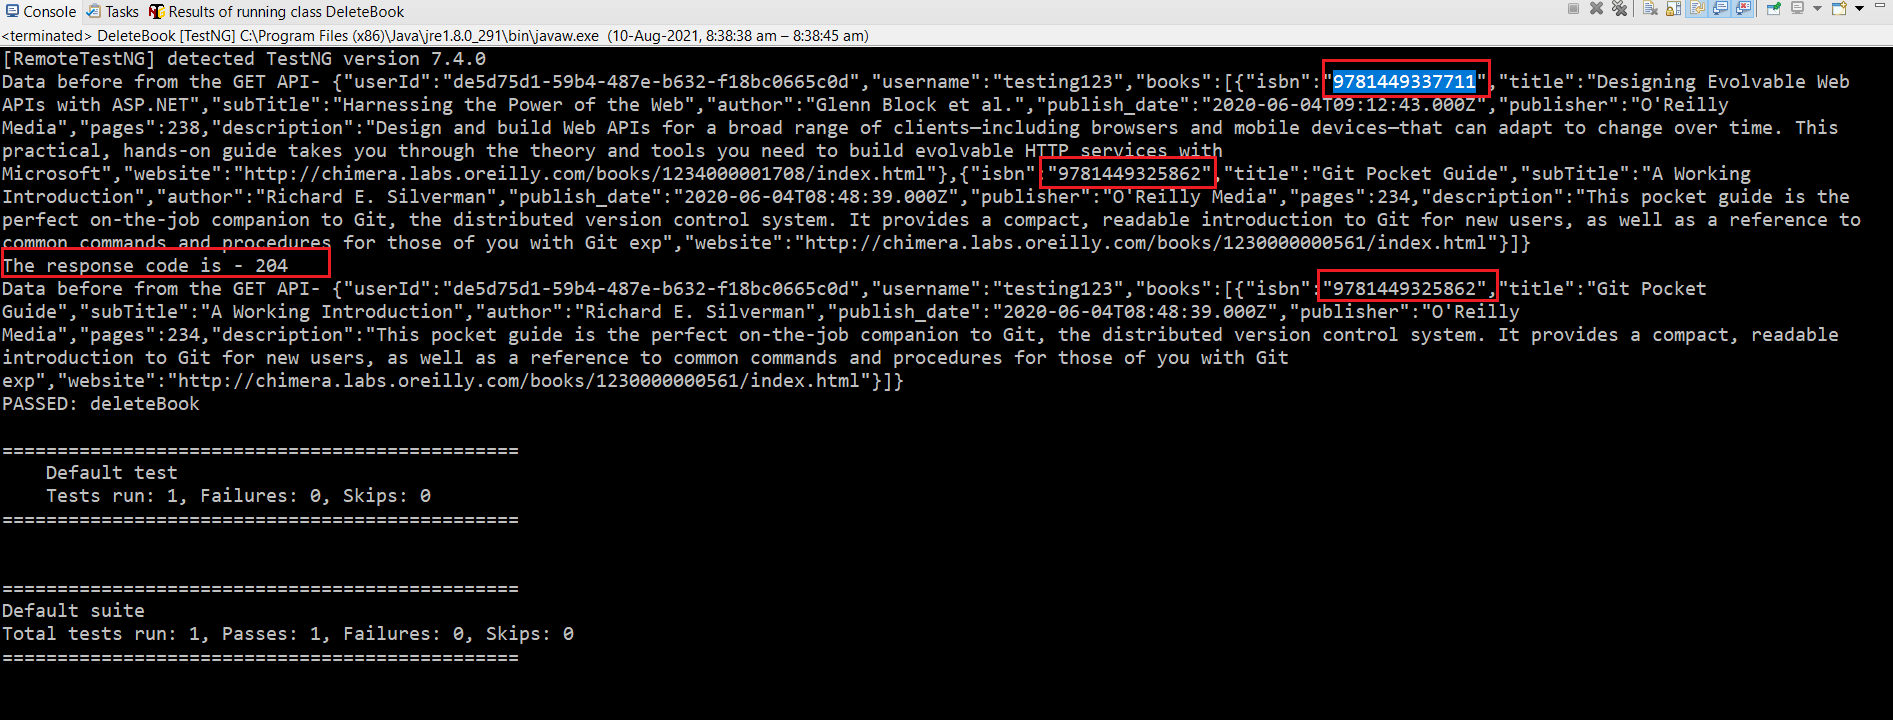 Console Tasks Results of running class DeleteBook
<terminated> DeleteBook [TestNG] C:\Program Files (x86)\Java\jre1.8.0_291\bin\javaw.exe (10-Aug-2021, 8:38:38 am – 8:38:45 am)
[RemoteTestNG] detected TestNG version 7.4.0
Data before from the GET API- {"userId":"de5d75d1-59b4-487e-b632-f18bc0665c0d","username":"testing123","books":[{"isbn":"9781449337711","title":"Designing Evolvable Web
APIs with ASP.NET","subTitle":"Harnessing the Power of the Web","author":"Glenn Block et al.","publish_date":"2020-06-04T09:12:43.000Z","publisher":"O'Reilly
Media","pages":238,"description":"Design and build Web APIs for a broad range of clients—including browsers and mobile devices—that can adapt to change over time. This
practical, hands-on guide takes you through the theory and tools you need to build evolvable HTTP services with
Microsoft","website":"http://chimera.labs.oreilly.com/books/1234000001708/index.html"},{"isbn":"9781449325862","title":"Git Pocket Guide","subTitle":"A Working
Introduction","author":"Richard E. Silverman","publish_date":"2020-06-04T08:48:39.000Z","publisher":"O'Reilly Media","pages":234,"description":"This pocket guide is the
perfect on-the-job companion to Git, the distributed version control system. It provides a compact, readable introduction to Git for new users, as well as a reference to
common commands and procedures for those of you with Git exp","website":"http://chimera.labs.oreilly.com/books/1230000000561/index.html"}]}
The response code is - 204
Data before from the GET API- {"userId":"de5d75d1-59b4-487e-b632-f18bc0665c0d","username":"testing123","books":[{"isbn":"9781449325862","title":"Git Pocket
Guide","subTitle":"A Working Introduction","author":"Richard E. Silverman","publish_date":"2020-06-04T08:48:39.000Z","publisher":"O'Reilly
Media","pages":234,"description":"This pocket guide is the perfect on-the-job companion to Git, the distributed version control system. It provides a compact, readable
introduction to Git for new users, as well as a reference to common commands and procedures for those of you with Git
exp","website":"http://chimera.labs.oreilly.com/books/1230000000561/index.html"}]}
PASSED: deleteBook
===============================================
Default test
Tests run: 1, Failures: 0, Skips: 0
===============================================
===============================================
Default suite
Total tests run: 1, Passes: 1, Failures: 0, Skips: 0
===============================================